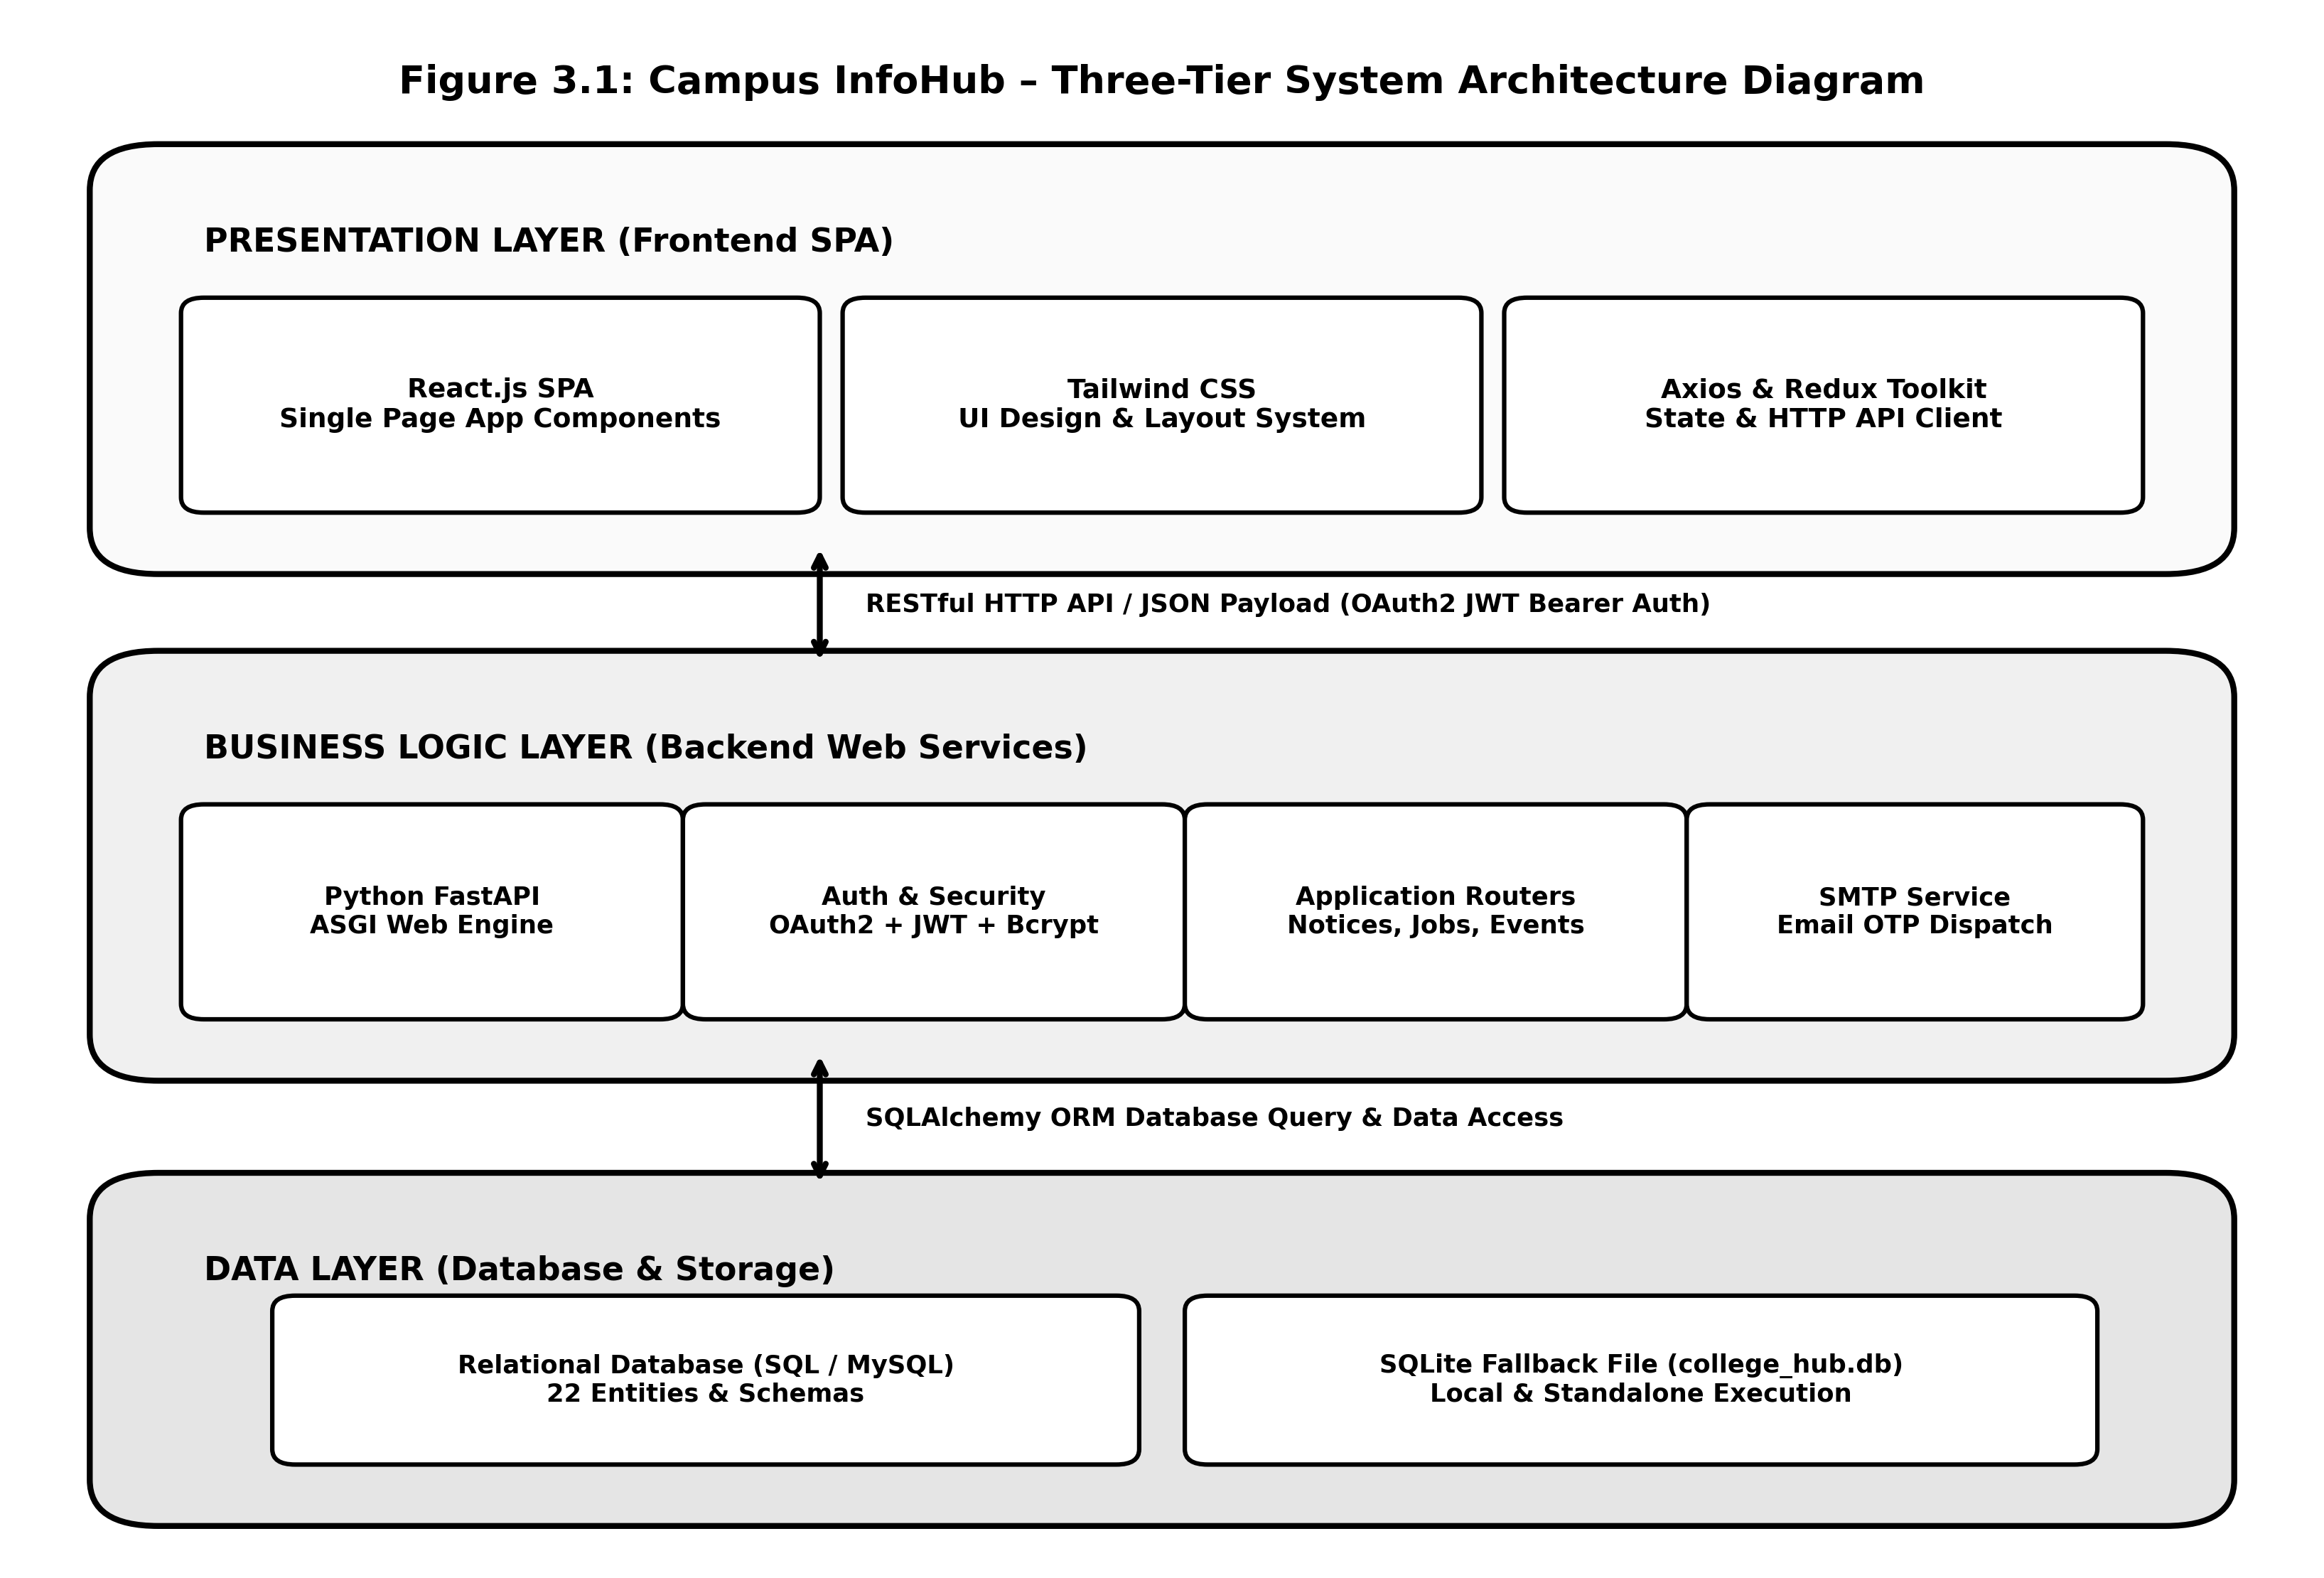 Figure 3.1: Campus InfoHub – Three-Tier System Architecture Diagram
PRESENTATION LAYER (Frontend SPA)
React.js SPA
Single Page App Components
Tailwind CSS
UI Design & Layout System
Axios & Redux Toolkit
State & HTTP API Client
RESTful HTTP API / JSON Payload (OAuth2 JWT Bearer Auth)
BUSINESS LOGIC LAYER (Backend Web Services)
Python FastAPI
ASGI Web Engine
Auth & Security
OAuth2 + JWT + Bcrypt
Application Routers
Notices, Jobs, Events
SMTP Service
Email OTP Dispatch
SQLAlchemy ORM Database Query & Data Access
DATA LAYER (Database & Storage)
Relational Database (SQL / MySQL)
22 Entities & Schemas
SQLite Fallback File (college_hub.db)
Local & Standalone Execution